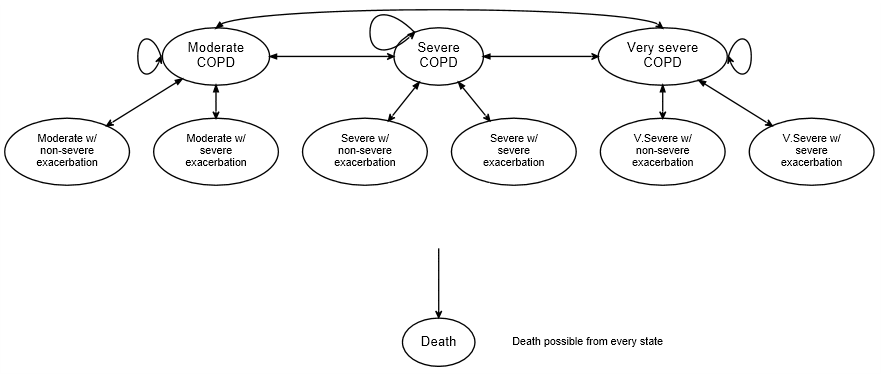 Moderate
COPD
Severe
COPD
Very severe
COPD
Moderate w/
non-severe
exacerbation
Moderate w/
severe
exacerbation
Severe w/
non-severe
exacerbation
Severe w/
severe
exacerbation
V.Severe w/
non-severe
exacerbation
V.Severe w/
severe
exacerbation
Death
Death possible from every state